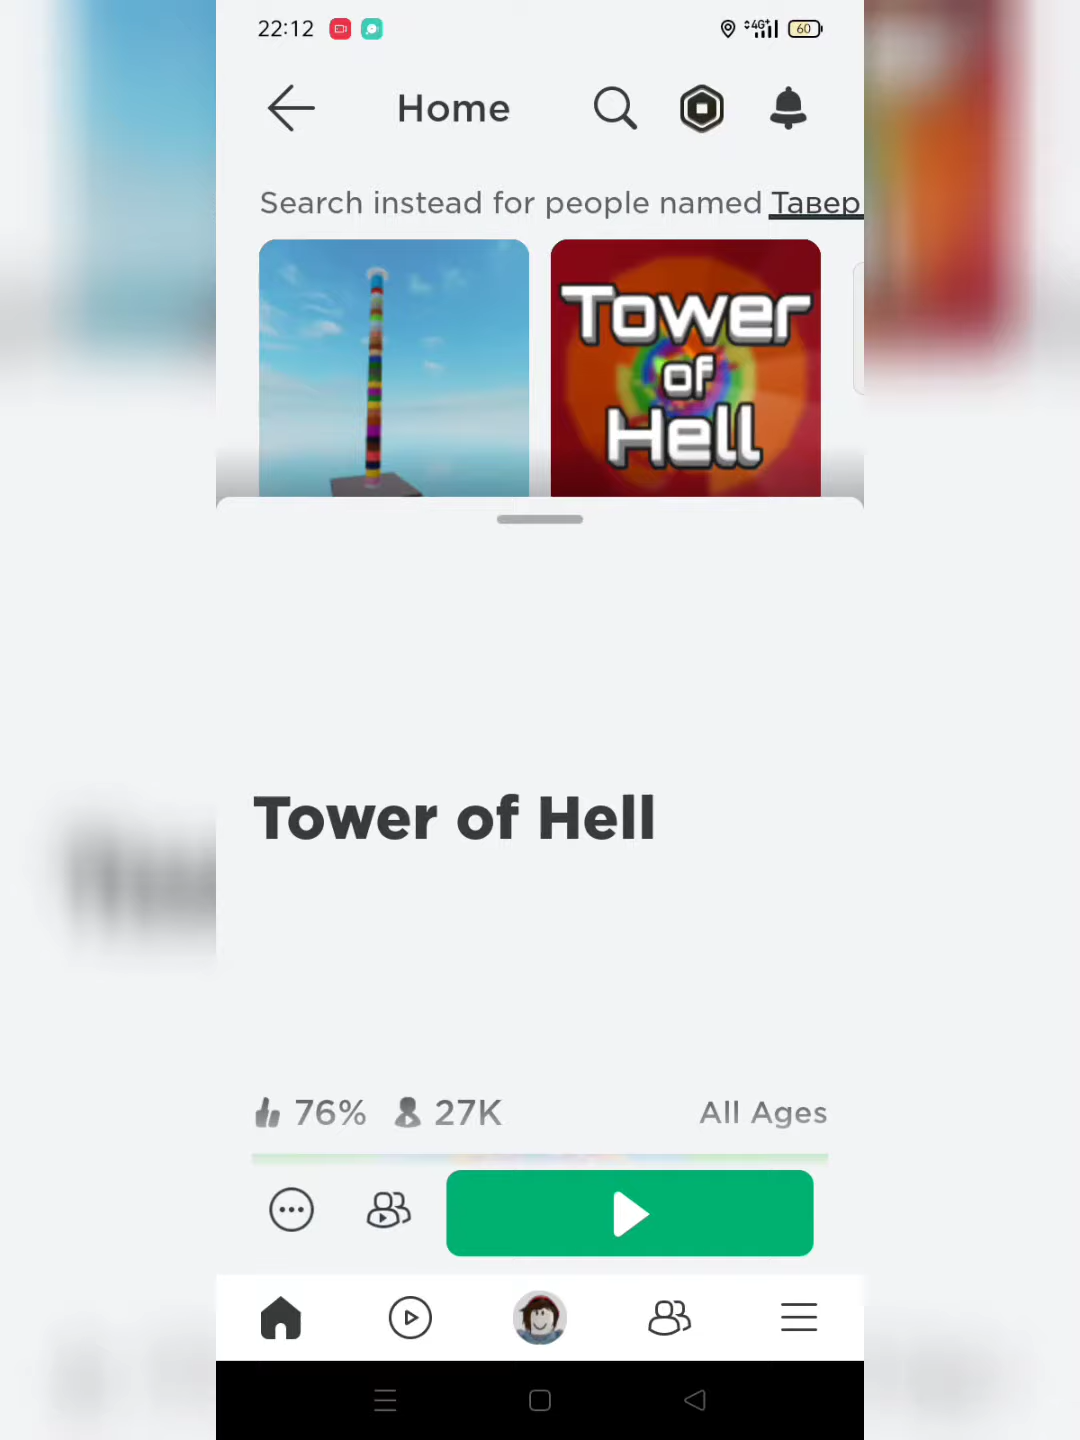 22:12
4G+
60
Home
Search instead for people named Тавер
Tower
of
Hell
Tower of Hell
76% 27K All Ages